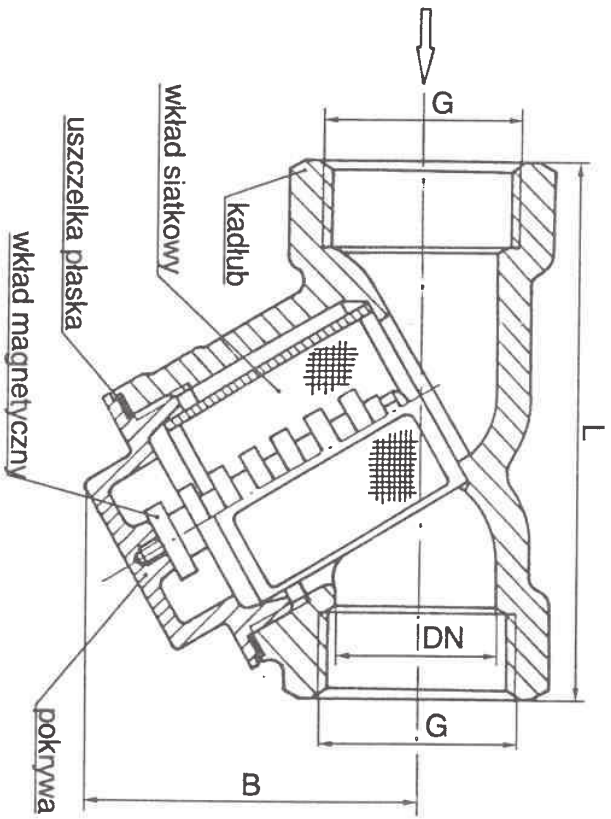 G
L
kadłub
wkład siatkowy
uszczelka płaska
wkład magnetyczny
DN
G
B
pokrywa